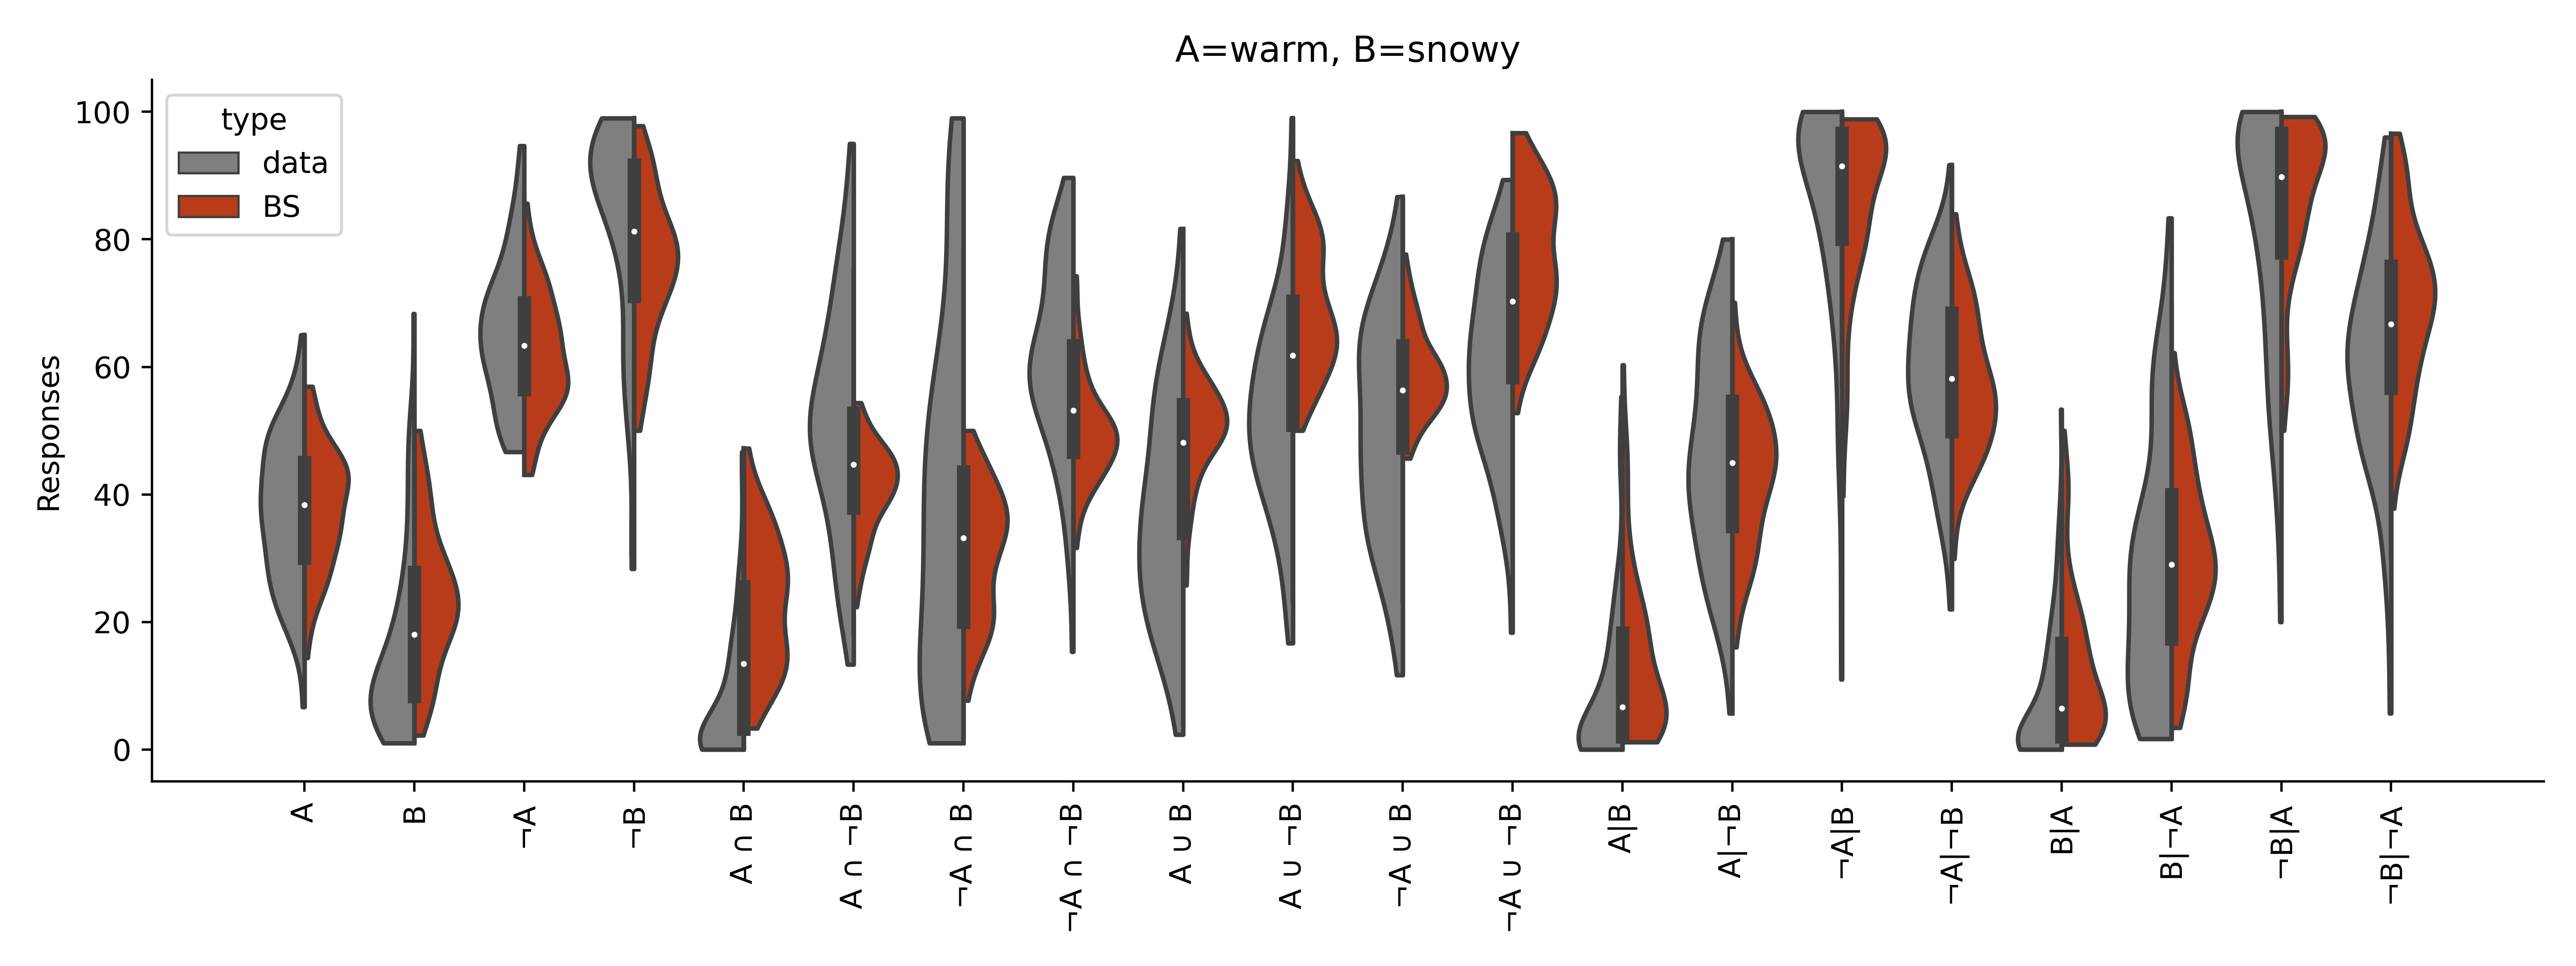 A=warm, B=snowy
type
data
BS
Responses
100
80
60
40
20
0
A
B
¬A
¬B
A ∩ B
A ∩ ¬B
¬A ∩ B
¬A ∩ ¬B
A ∪ B
A ∪ ¬B
¬A ∪ B
¬A ∪ ¬B
A|B
A|¬B
¬A|B
¬A|¬B
B|A
B|¬A
¬B|A
¬B|¬A